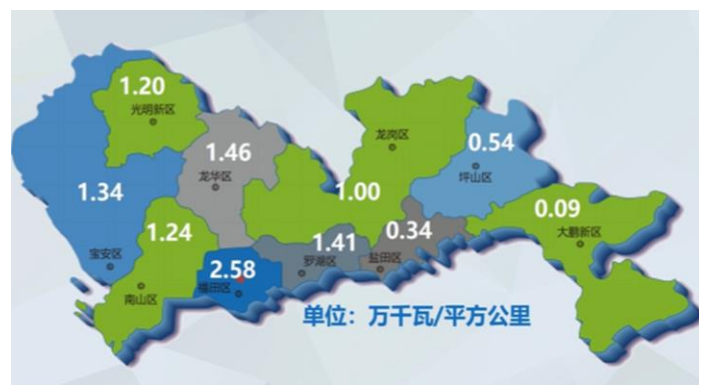 1.20
光明新区
龙岗区
0.54
1.46
坪山区
龙华区
1.34
1.00
0.09
1.24
0.34
大鹏新区
1.41
宝安区
罗湖区
盐田区
2.58
南山区
福田区
单位：万千瓦/平方公里